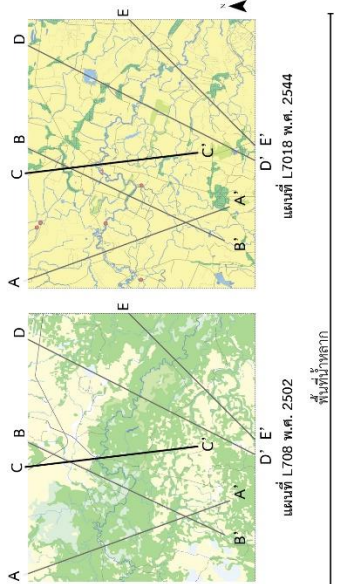 A
C
B
D
E
B'
A'
C'
D'
E'
แผนที่ L708 พ.ศ. 2502
A
C
B
D
E
N
B'
A'
C'
D'
E'
แผนที่ L7018 พ.ศ. 2544
พื้นที่น้ำหลาก